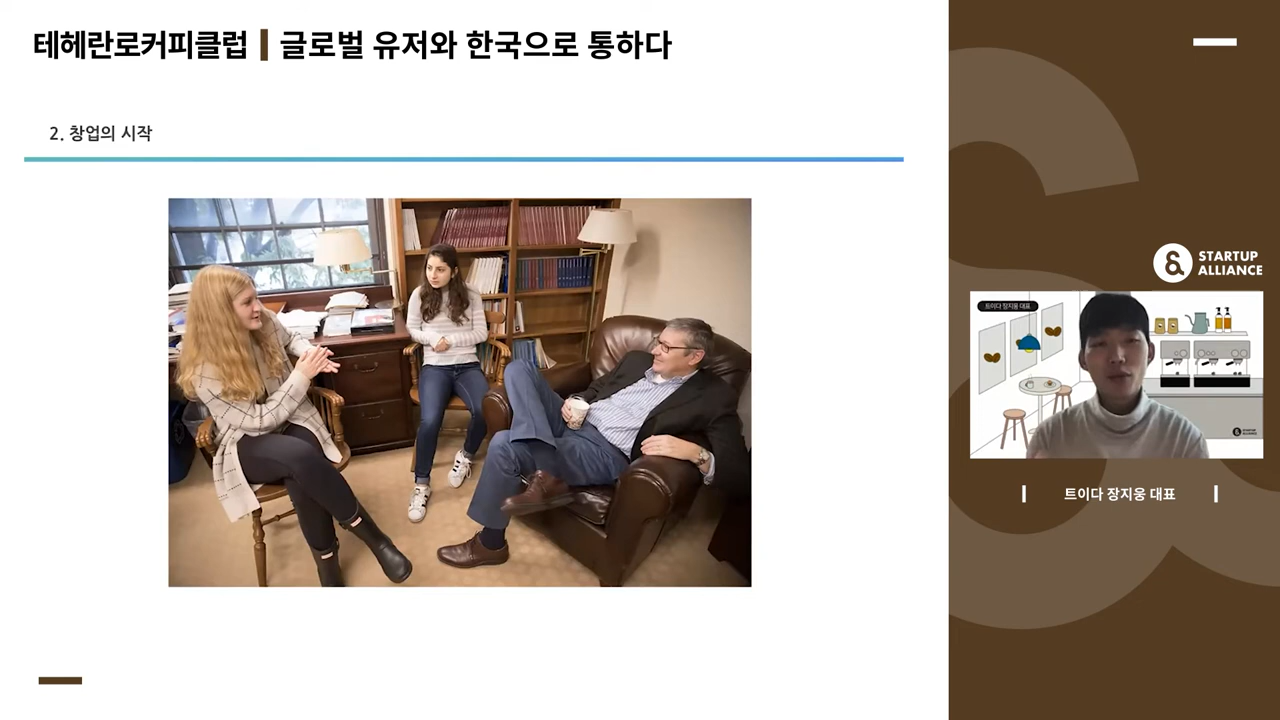 테헤란로커피클럽 | 글로벌 유저와 한국으로 통하다
2. 창업의 시작
STARTUP
ALLIANCE
트이다 장지웅 대표
트이다 장지웅 대표